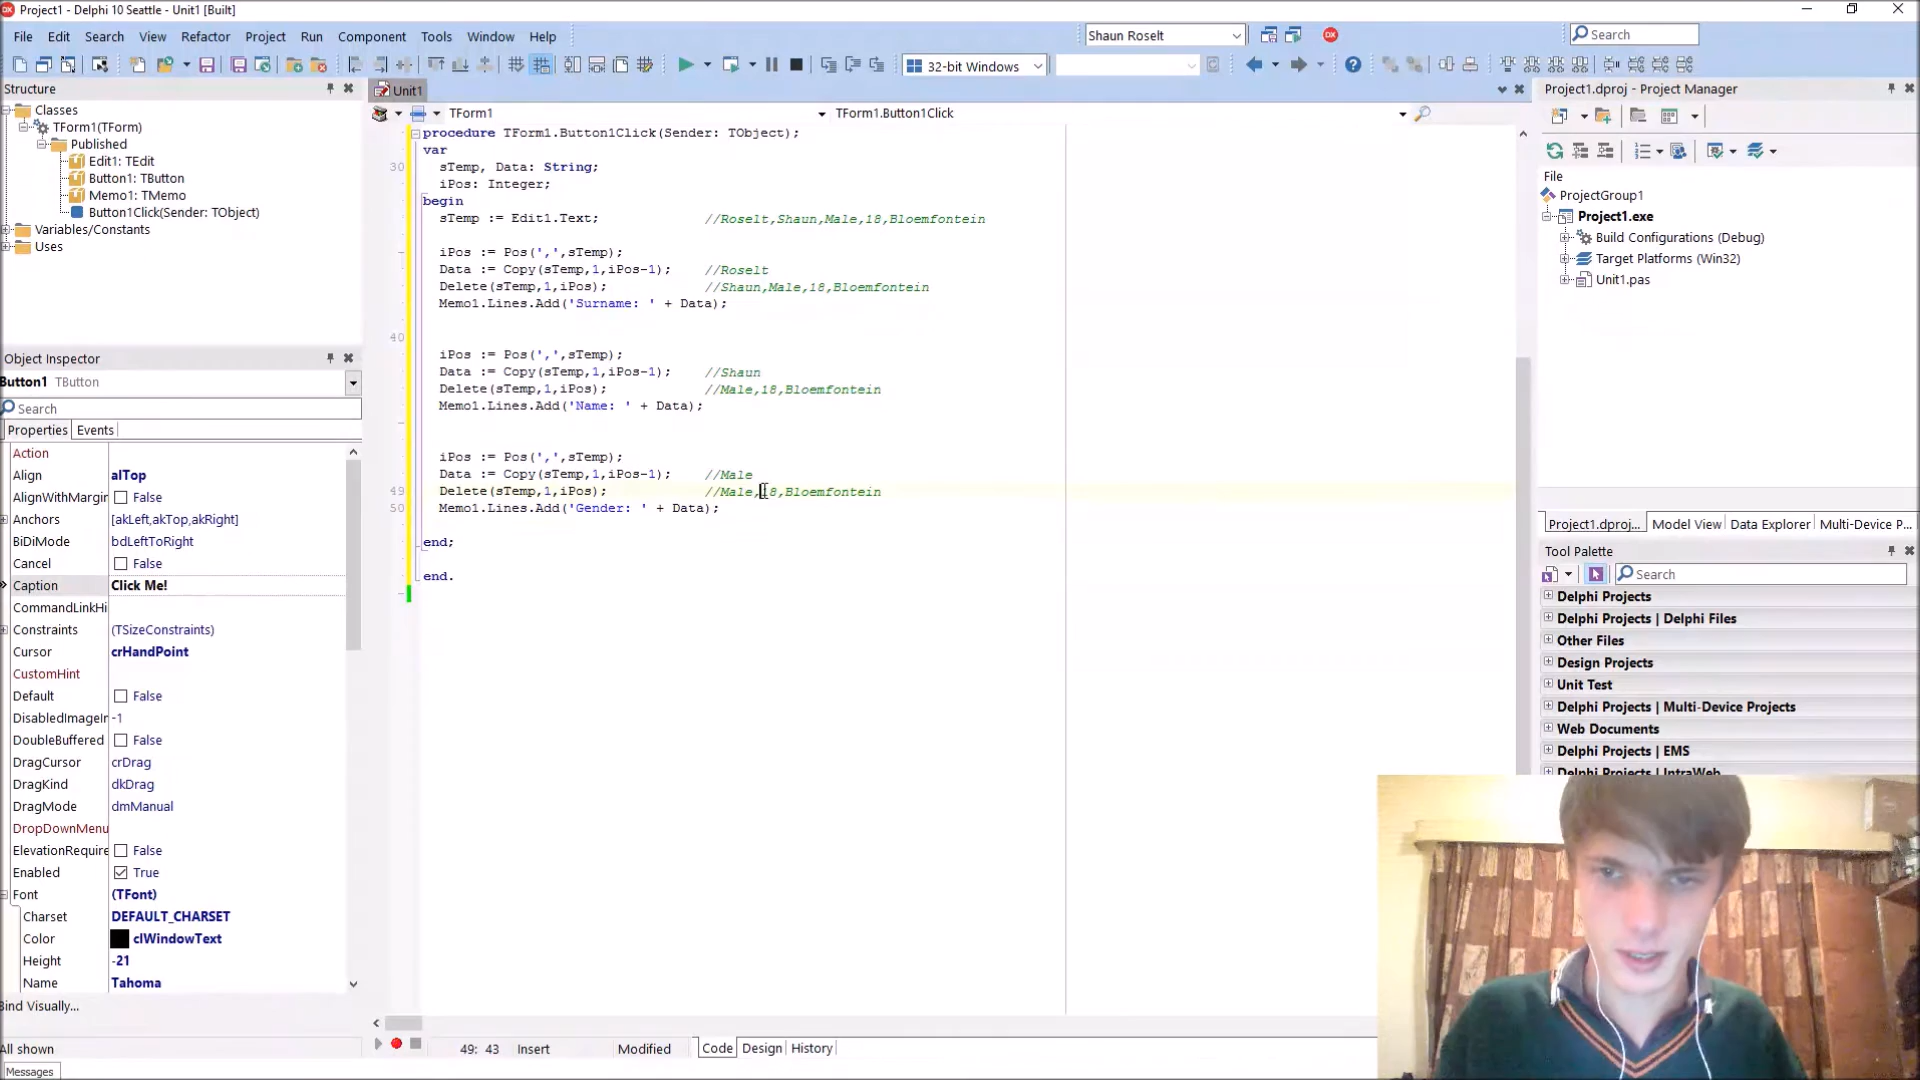 Project1 - Delphi 10 Seattle - Unit1 [Built]
File Edit Search View Refactor Project Run Component Tools Window Help
Shaun Roselt
Search
32-bit Windows
Structure
Classes
TForm1(TForm)
Published
Edit1: TEdit
Button1: TButton
Memo1: TMemo
Button1Click(Sender: TObject)
Variables/Constants
Uses
Object Inspector
Button1 TButton
Search
Properties Events
Action
Align alTop
AlignWithMargin False
Anchors [akLeft,akTop,akRight]
BiDiMode bdLeftToRight
Cancel False
Caption Click Me!
CommandLinkHi
Constraints (TSizeConstraints)
Cursor crHandPoint
CustomHint
Default False
DisabledImageIr -1
DoubleBuffered False
DragCursor crDrag
DragKind dkDrag
DragMode dmManual
DropDownMenu
ElevationRequire False
Enabled True
Font (TFont)
Charset DEFAULT_CHARSET
Color clWindowText
Height -21
Name Tahoma
Bind Visually...
All shown
Messages
Unit1
TForm1 TForm1.Button1Click
procedure TForm1.Button1Click(Sender: TObject);
var
30 sTemp, Data: String;
iPos: Integer;
begin
sTemp := Edit1.Text; //Roselt,Shaun,Male,18,Bloemfontein
iPos := Pos(',',sTemp);
Data := Copy(sTemp,1,iPos-1); //Roselt
Delete(sTemp,1,iPos); //Shaun,Male,18,Bloemfontein
Memo1.Lines.Add('Surname: ' + Data);
40
iPos := Pos(',',sTemp);
Data := Copy(sTemp,1,iPos-1); //Shaun
Delete(sTemp,1,iPos); //Male,18,Bloemfontein
Memo1.Lines.Add('Name: ' + Data);
iPos := Pos(',',sTemp);
Data := Copy(sTemp,1,iPos-1); //Male
49 Delete(sTemp,1,iPos); //Male,18,Bloemfontein
50 Memo1.Lines.Add('Gender: ' + Data);
end;
end.
49: 43 Insert Modified Code Design History
Project1.dproj - Project Manager
File
ProjectGroup1
Project1.exe
Build Configurations (Debug)
Target Platforms (Win32)
Unit1.pas
Project1.dproj... Model View Data Explorer Multi-Device P...
Tool Palette
Search
Delphi Projects
Delphi Projects | Delphi Files
Other Files
Design Projects
Unit Test
Delphi Projects | Multi-Device Projects
Web Documents
Delphi Projects | EMS
Delphi Projects | IntraWeb